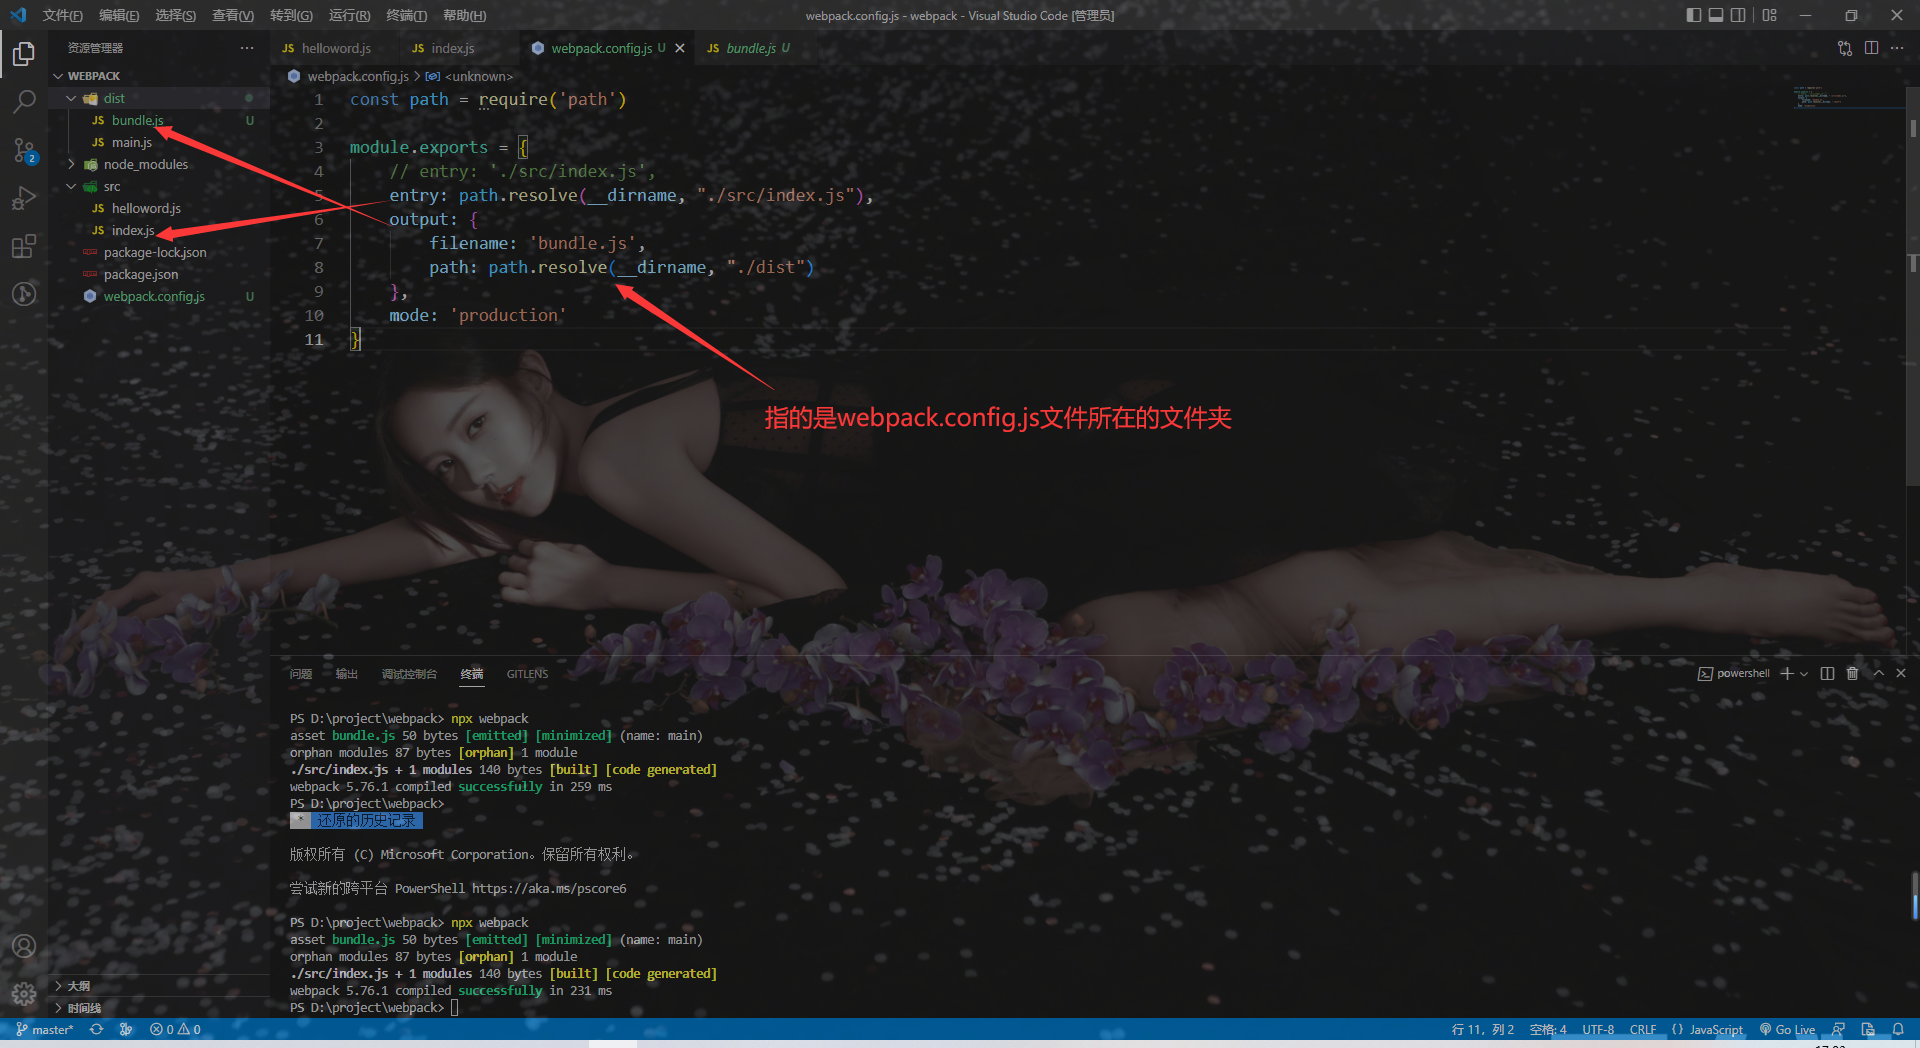 文件(F) 编辑(E) 选择(S) 查看(V) 转到(G) 运行(R) 终端(T) 帮助(H) webpack.config.js - webpack - Visual Studio Code [管理员]
资源管理器 ··· JS helloword.js JS index.js webpack.config.js U JS bundle.js U
WEBPACK
dist
JS bundle.js U
JS main.js
node_modules
src
JS helloword.js
JS index.js
package-lock.json
package.json
webpack.config.js U
大纲
时间线
webpack.config.js > <unknown>
1 const path = require('path')
2
3 module.exports = {
4 // entry: './src/index.js',
5 entry: path.resolve(__dirname, "./src/index.js"),
6 output: {
7 filename: 'bundle.js',
8 path: path.resolve(__dirname, "./dist")
9 },
10 mode: 'production'
11 }
指的是webpack.config.js文件所在的文件夹
问题 输出 调试控制台 终端 GITLENS powershell
PS D:\project\webpack> npx webpack
asset bundle.js 50 bytes [emitted] [minimized] (name: main)
orphan modules 87 bytes [orphan] 1 module
./src/index.js + 1 modules 140 bytes [built] [code generated]
webpack 5.76.1 compiled successfully in 259 ms
PS D:\project\webpack>
* 还原的历史记录
版权所有 (C) Microsoft Corporation。保留所有权利。
尝试新的跨平台 PowerShell https://aka.ms/pscore6
PS D:\project\webpack> npx webpack
asset bundle.js 50 bytes [emitted] [minimized] (name: main)
orphan modules 87 bytes [orphan] 1 module
./src/index.js + 1 modules 140 bytes [built] [code generated]
webpack 5.76.1 compiled successfully in 231 ms
PS D:\project\webpack>
2
master* 0 0 行 11，列 2 空格: 4 UTF-8 CRLF {} JavaScript Go Live